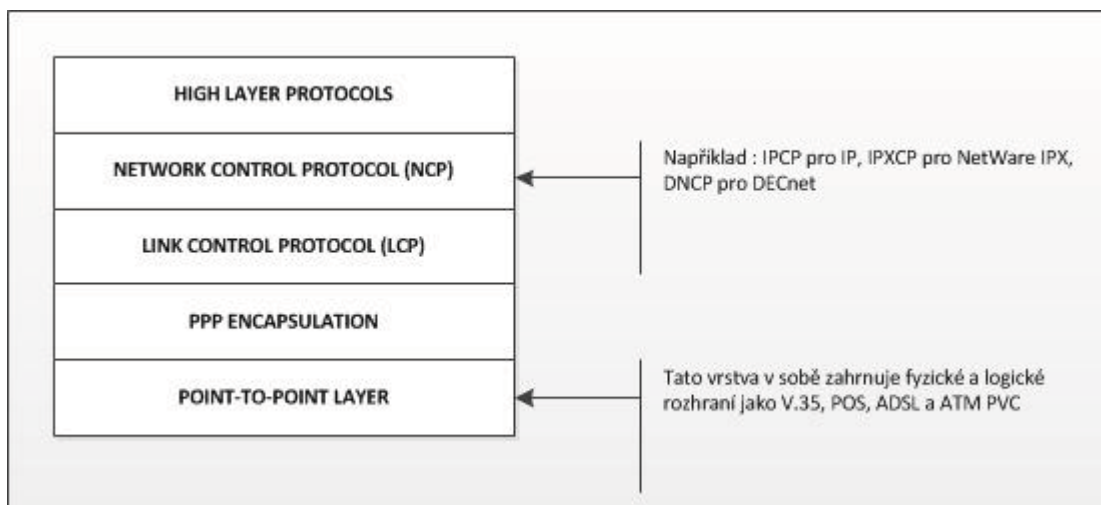 HIGH LAYER PROTOCOLS
NETWORK CONTROL PROTOCOL (NCP)
Například : IPCP pro IP, IPXCP pro NetWare IPX,
DNCP pro DECnet
LINK CONTROL PROTOCOL (LCP)
PPP ENCAPSULATION
POINT-TO-POINT LAYER
Tato vrstva v sobě zahrnuje fyzické a logické
rozhraní jako V.35, POS, ADSL a ATM PVC